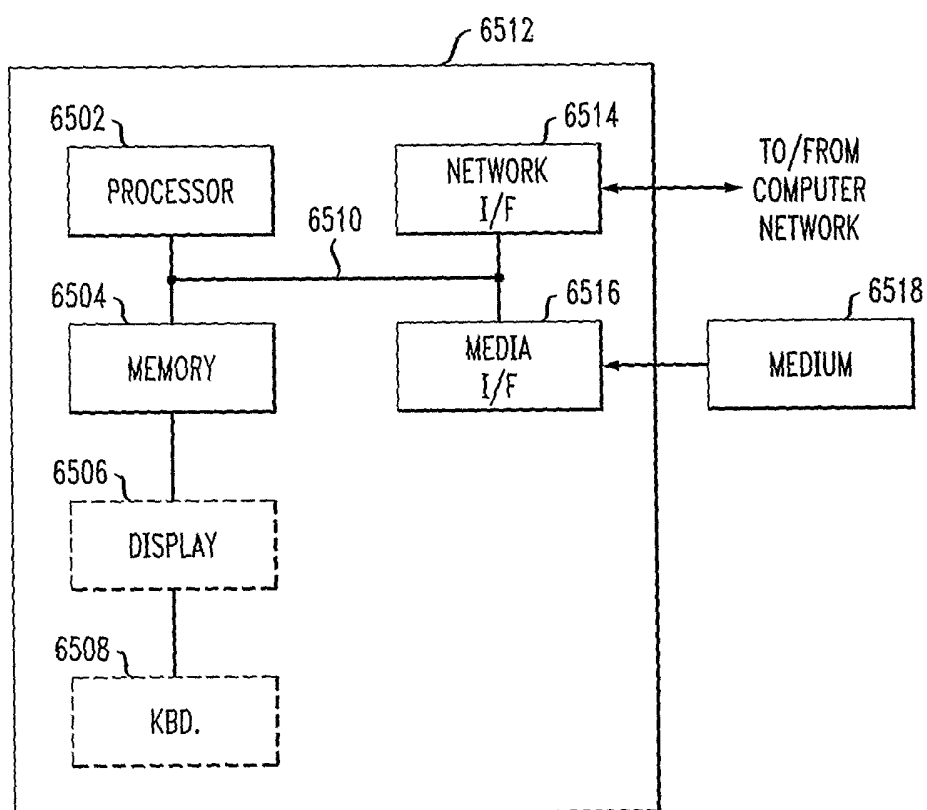 6512
6502
PROCESSOR
6514
NETWORK
I/F
TO/FROM
COMPUTER
NETWORK
6510
6504
MEMORY
6516
MEDIA
I/F
6518
MEDIUM
6506
DISPLAY
6508
KBD.